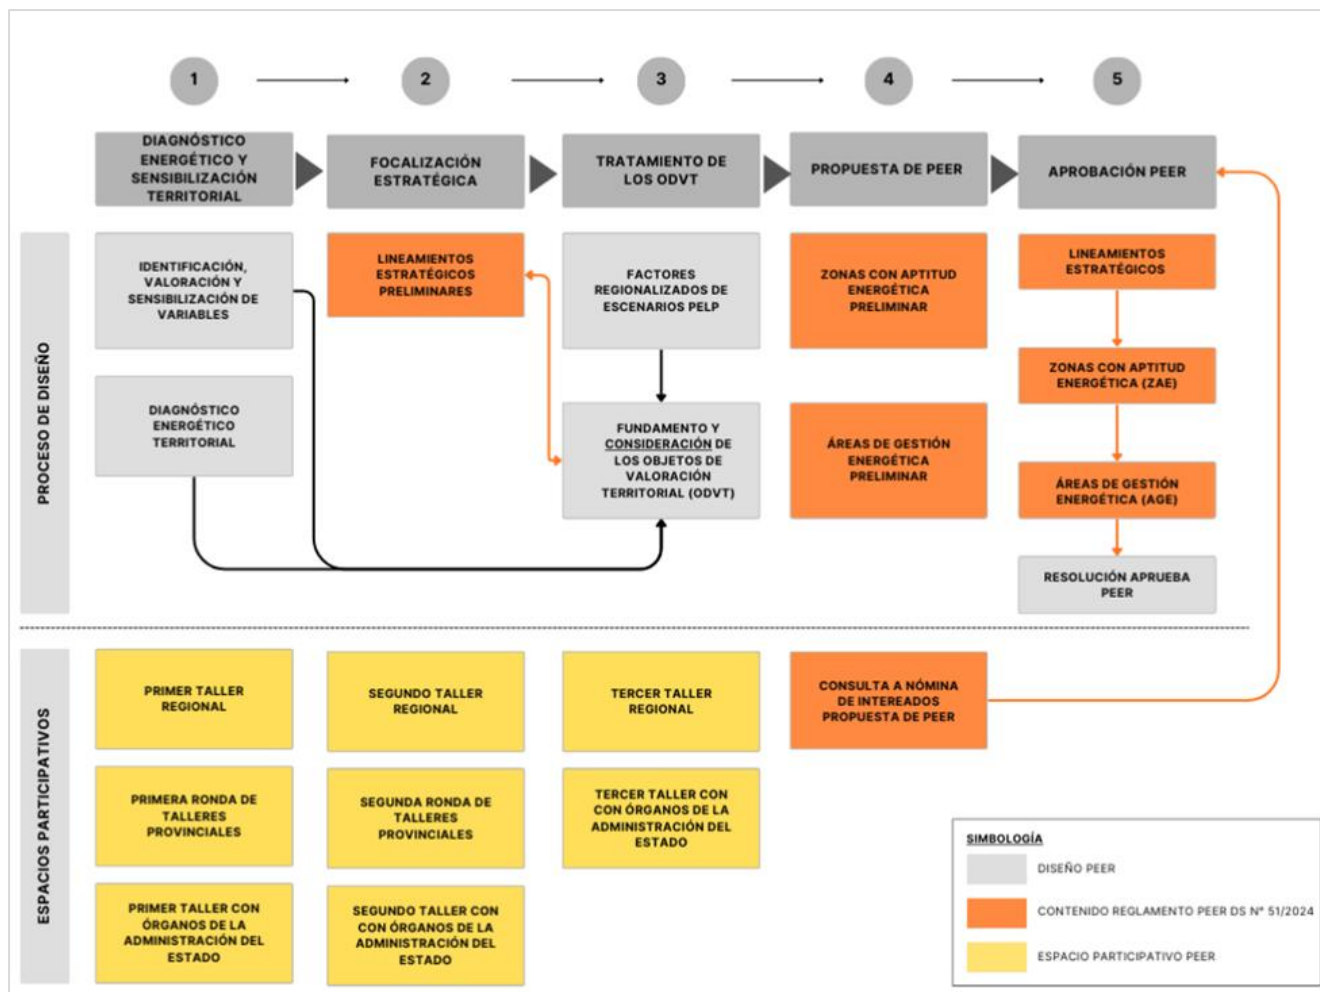 1
2
3
4
5
DIAGNÓSTICO
ENERGÉTICO Y
SENSIBILIZACIÓN
TERRITORIAL
FOCALIZACIÓN
ESTRATÉGICA
TRATAMIENTO DE
LOS ODVT
PROPUESTA DE PEER
APROBACIÓN PEER
PROCESO DE DISEÑO
IDENTIFICACIÓN,
VALORACIÓN Y
SENSIBILIZACIÓN DE
VARIABLES
DIAGNÓSTICO
ENERGÉTICO
TERRITORIAL
LINEAMIENTOS
ESTRATÉGICOS
PRELIMINARES
FACTORES
REGIONALIZADOS DE
ESCENARIOS PELP
FUNDAMENTO Y
CONSIDERACIÓN DE
LOS OBJETOS DE
VALORACIÓN
TERRITORIAL (ODVT)
ZONAS CON APTITUD
ENERGÉTICA
PRELIMINAR
ÁREAS DE GESTIÓN
ENERGÉTICA
PRELIMINAR
LINEAMIENTOS
ESTRATÉGICOS
ZONAS CON APTITUD
ENERGÉTICA (ZAE)
ÁREAS DE GESTIÓN
ENERGÉTICA (AGE)
RESOLUCIÓN APRUEBA
PEER
ESPACIOS PARTICIPATIVOS
PRIMER TALLER
REGIONAL
PRIMERA RONDA DE
TALLERES
PROVINCIALES
PRIMER TALLER CON
ÓRGANOS DE LA
ADMINISTRACIÓN DEL
ESTADO
SEGUNDO TALLER
REGIONAL
SEGUNDA RONDA DE
TALLERES
PROVINCIALES
SEGUNDO TALLER CON
CON ÓRGANOS DE LA
ADMINISTRACIÓN DEL
ESTADO
TERCER TALLER
REGIONAL
TERCER TALLER CON
CON ÓRGANOS DE LA
ADMINISTRACIÓN DEL
ESTADO
CONSULTA A NÓMINA
DE INTEREADOS
PROPUESTA DE PEER
SIMBOLOGÍA
DISEÑO PEER
CONTENIDO REGLAMENTO PEER DS N° 51/2024
ESPACIO PARTICIPATIVO PEER